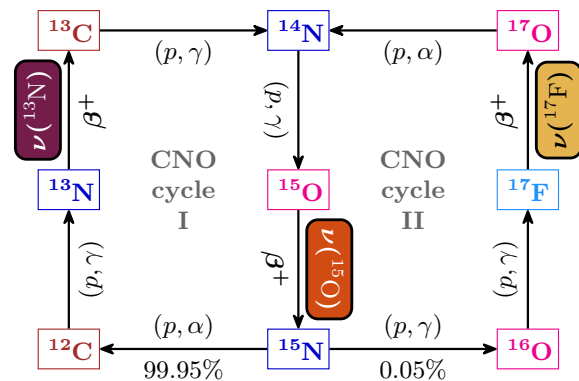 ¹³C
(p, γ)
¹⁴N
(p, α)
¹⁷O
ν(¹³N)
β⁺
(p, γ)
β⁺
ν(¹⁷F)
¹³N
CNO
cycle
I
¹⁵O
CNO
cycle
II
¹⁷F
(p, γ)
β⁺
ν(¹⁵O)
(p, γ)
¹²C
(p, α)
99.95%
¹⁵N
(p, γ)
0.05%
¹⁶O